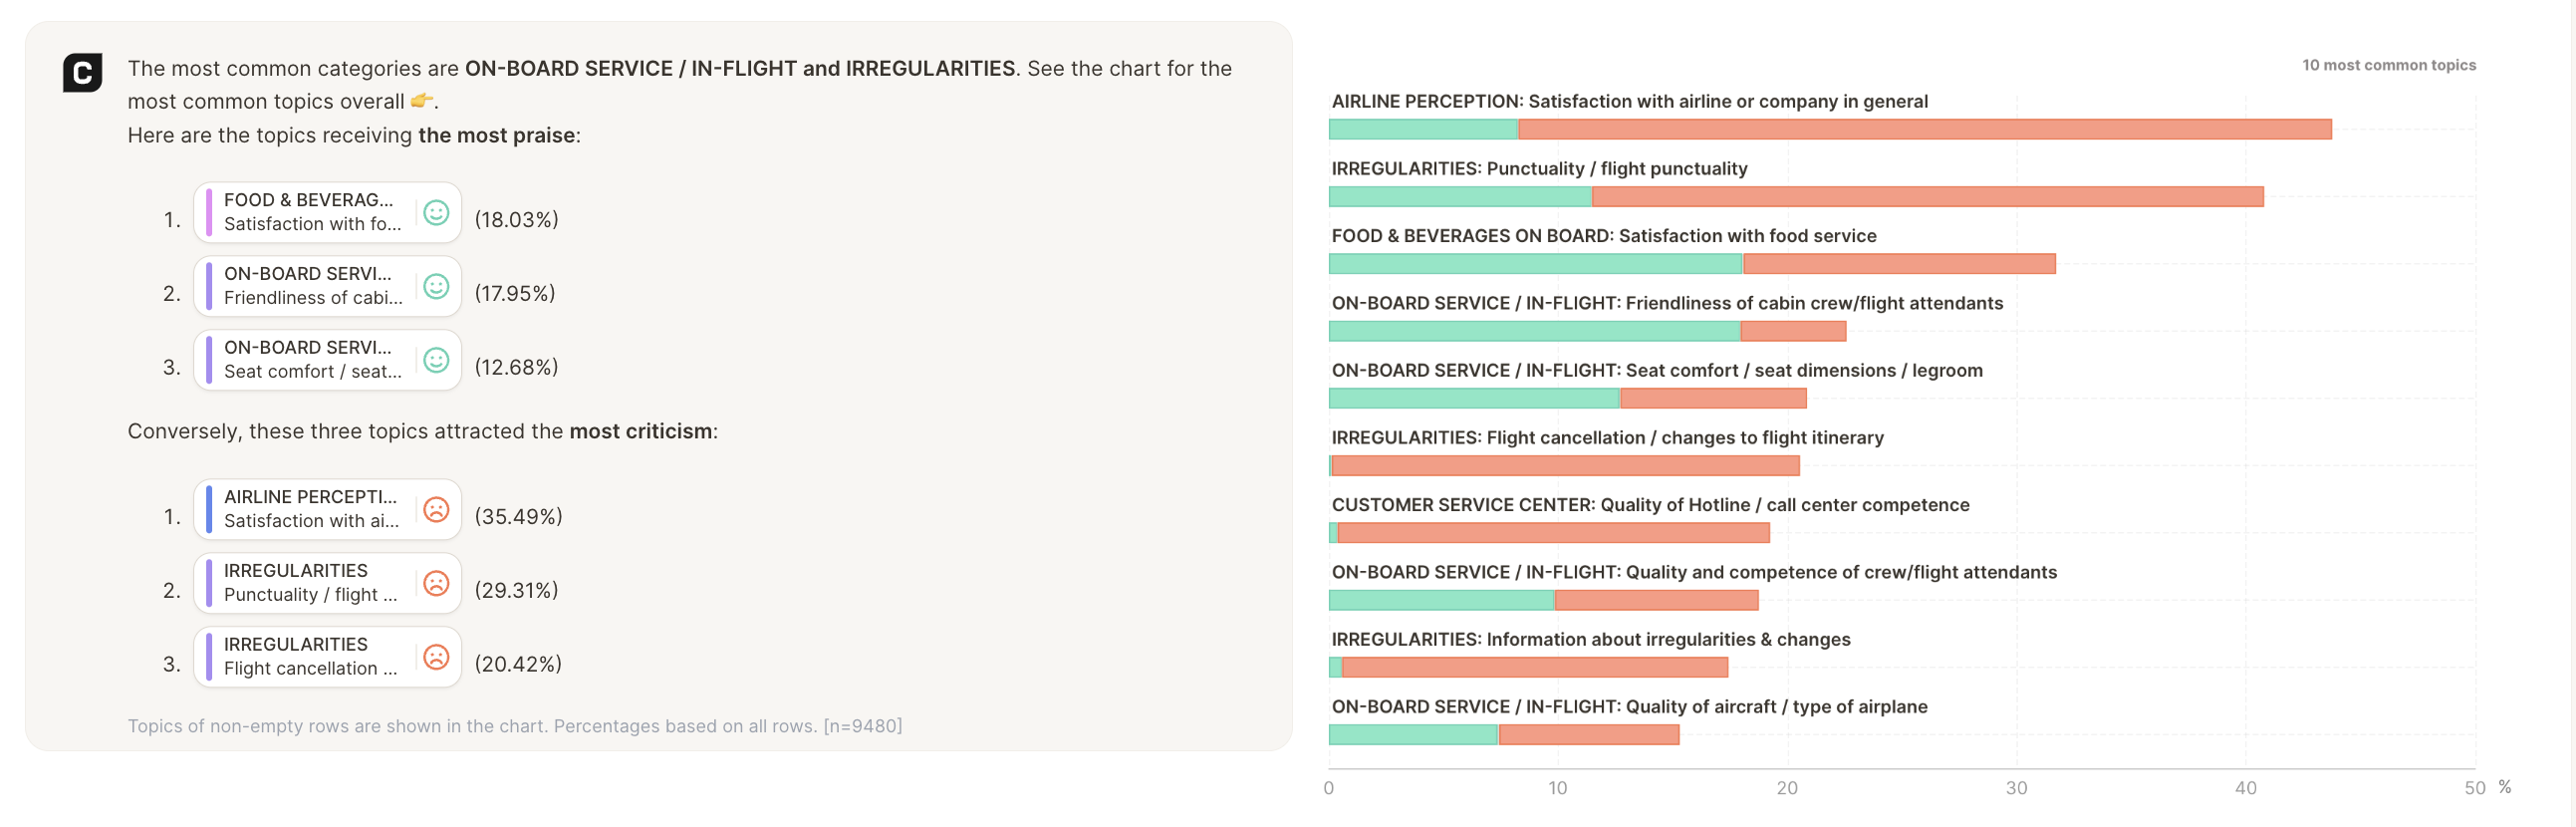 C
The most common categories are ON-BOARD SERVICE / IN-FLIGHT and IRREGULARITIES. See the chart for the
most common topics overall 👉.
Here are the topics receiving the most praise:
1. FOOD & BEVERAG...
Satisfaction with fo...
(18.03%)
2. ON-BOARD SERVI...
Friendliness of cabi...
(17.95%)
3. ON-BOARD SERVI...
Seat comfort / seat...
(12.68%)
Conversely, these three topics attracted the most criticism:
1. AIRLINE PERCEPTI...
Satisfaction with ai...
(35.49%)
2. IRREGULARITIES
Punctuality / flight ...
(29.31%)
3. IRREGULARITIES
Flight cancellation ...
(20.42%)
Topics of non-empty rows are shown in the chart. Percentages based on all rows. [n=9480]
10 most common topics
AIRLINE PERCEPTION: Satisfaction with airline or company in general
IRREGULARITIES: Punctuality / flight punctuality
FOOD & BEVERAGES ON BOARD: Satisfaction with food service
ON-BOARD SERVICE / IN-FLIGHT: Friendliness of cabin crew/flight attendants
ON-BOARD SERVICE / IN-FLIGHT: Seat comfort / seat dimensions / legroom
IRREGULARITIES: Flight cancellation / changes to flight itinerary
CUSTOMER SERVICE CENTER: Quality of Hotline / call center competence
ON-BOARD SERVICE / IN-FLIGHT: Quality and competence of crew/flight attendants
IRREGULARITIES: Information about irregularities & changes
ON-BOARD SERVICE / IN-FLIGHT: Quality of aircraft / type of airplane
0 10 20 30 40 50 %